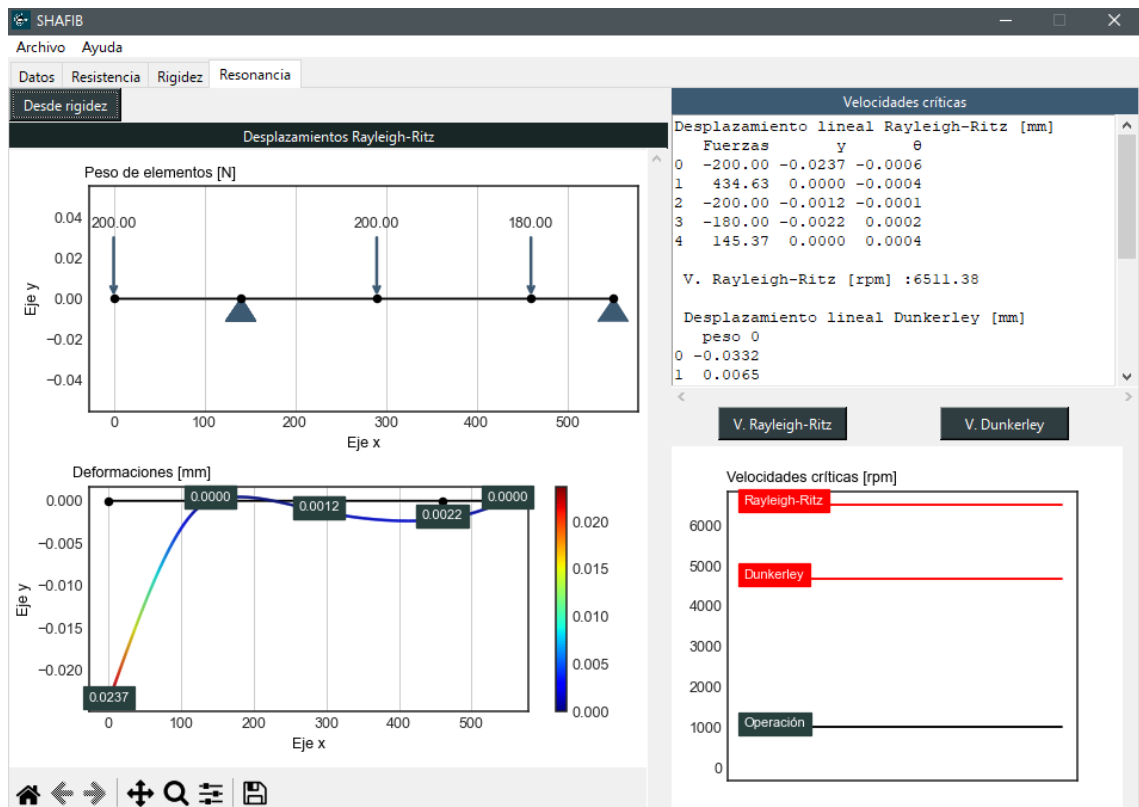 SHAFIB
Archivo Ayuda
Datos Resistencia Rigidez Resonancia
Desde rigidez
Desplazamientos Rayleigh-Ritz
Peso de elementos [N]
200.00 200.00 180.00
0.04
0.02
0.00
−0.02
−0.04
Eje y
0 100 200 300 400 500
Eje x
Deformaciones [mm]
0.000
−0.005
−0.010
−0.015
−0.020
Eje y
0.0237 0.0000 0.0012 0.0022 0.0000
0 100 200 300 400 500
Eje x
0.020
0.015
0.010
0.005
0.000
Velocidades críticas
Desplazamiento lineal Rayleigh-Ritz [mm]
Fuerzas y θ
0 -200.00 -0.0237 -0.0006
1 434.63 0.0000 -0.0004
2 -200.00 -0.0012 -0.0001
3 -180.00 -0.0022 0.0002
4 145.37 0.0000 0.0004
V. Rayleigh-Ritz [rpm] :6511.38
Desplazamiento lineal Dunkerley [mm]
peso 0
0 -0.0332
1 0.0065
V. Rayleigh-Ritz V. Dunkerley
Velocidades críticas [rpm]
Rayleigh-Ritz
6000
5000
Dunkerley
4000
3000
2000
1000
Operación
0